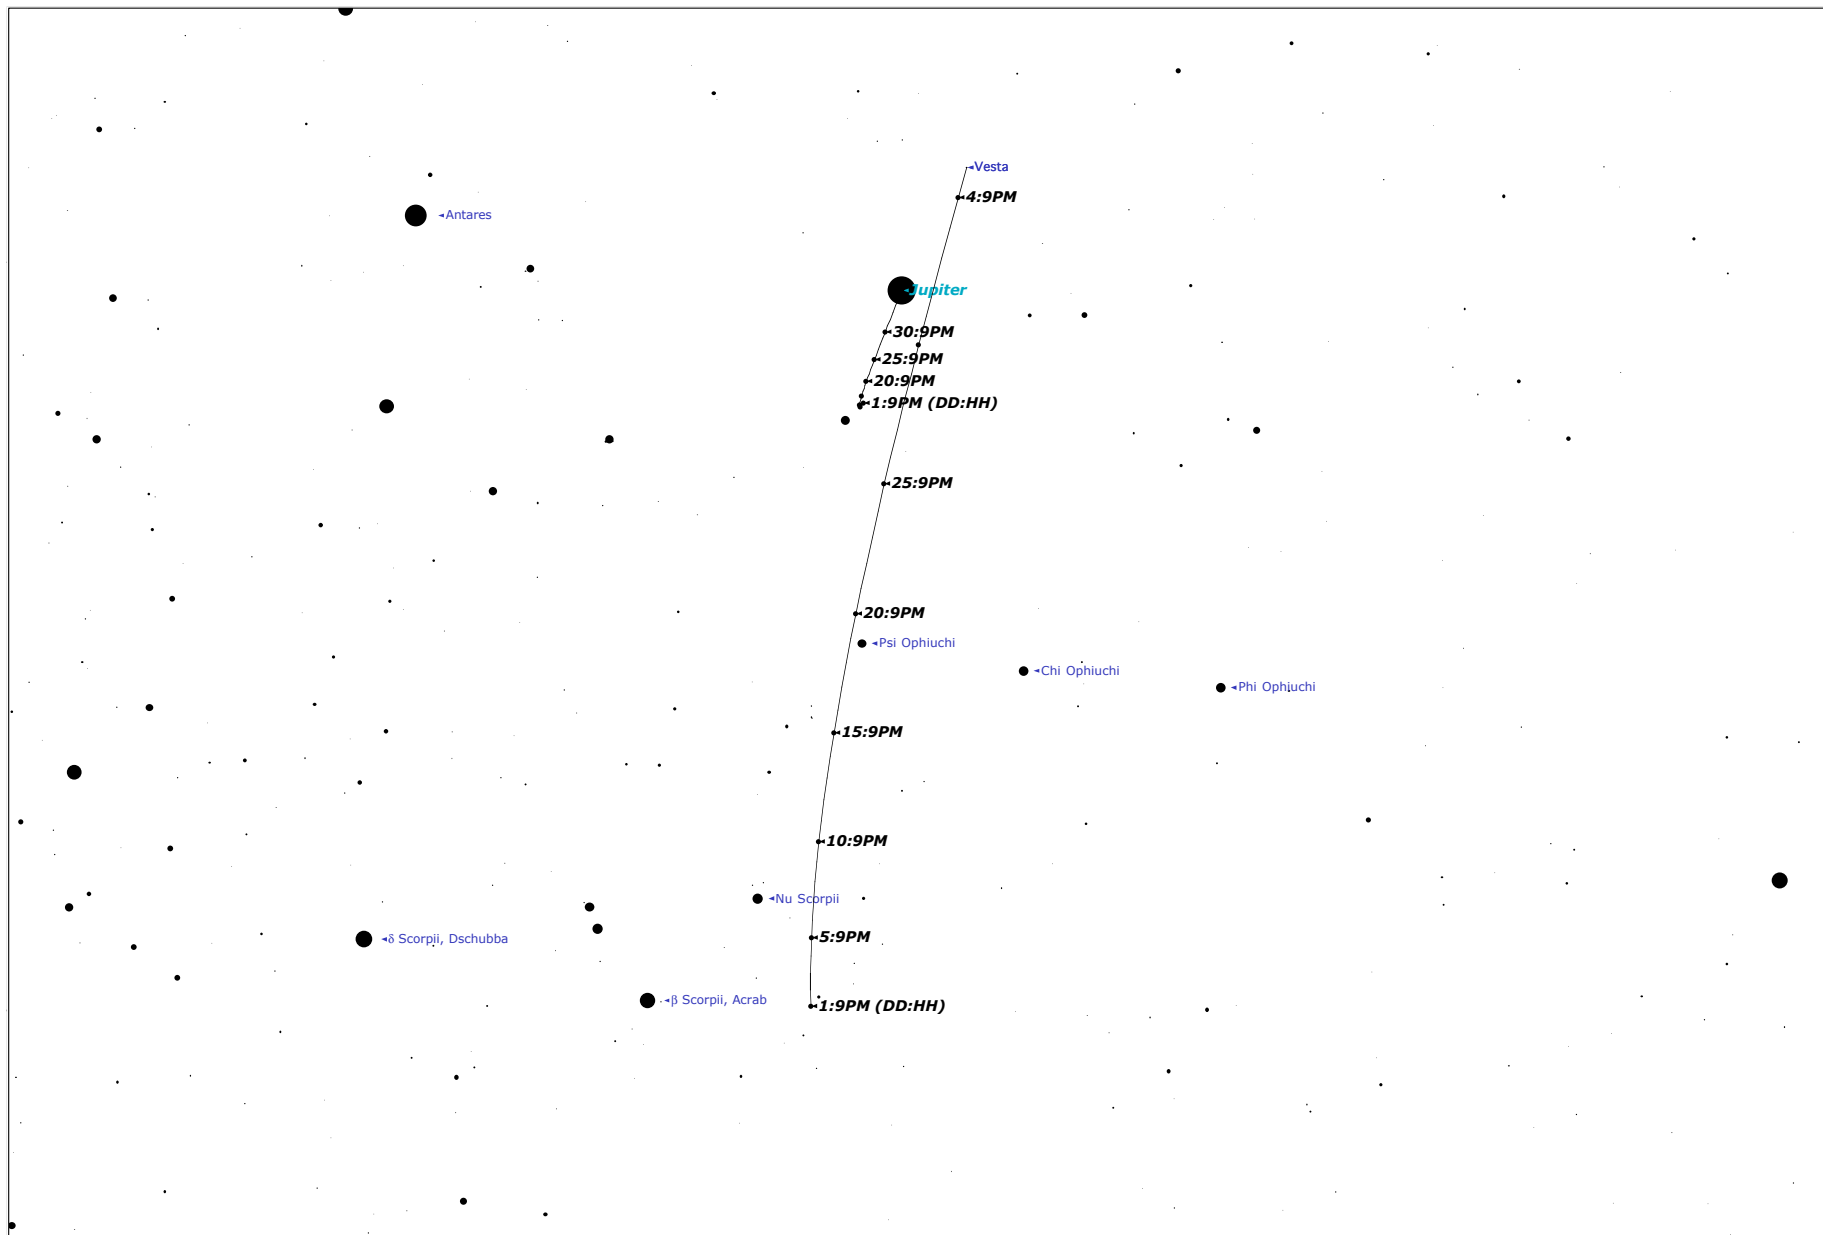 Vesta
4:9PM
Antares
Jupiter
30:9PM
25:9PM
20:9PM
1:9PM (DD:HH)
25:9PM
20:9PM
Psi Ophiuchi
Chi Ophiuchi
Phi Ophiuchi
15:9PM
10:9PM
Nu Scorpii
5:9PM
δ Scorpii, Dschubba
β Scorpii, Acrab
1:9PM (DD:HH)